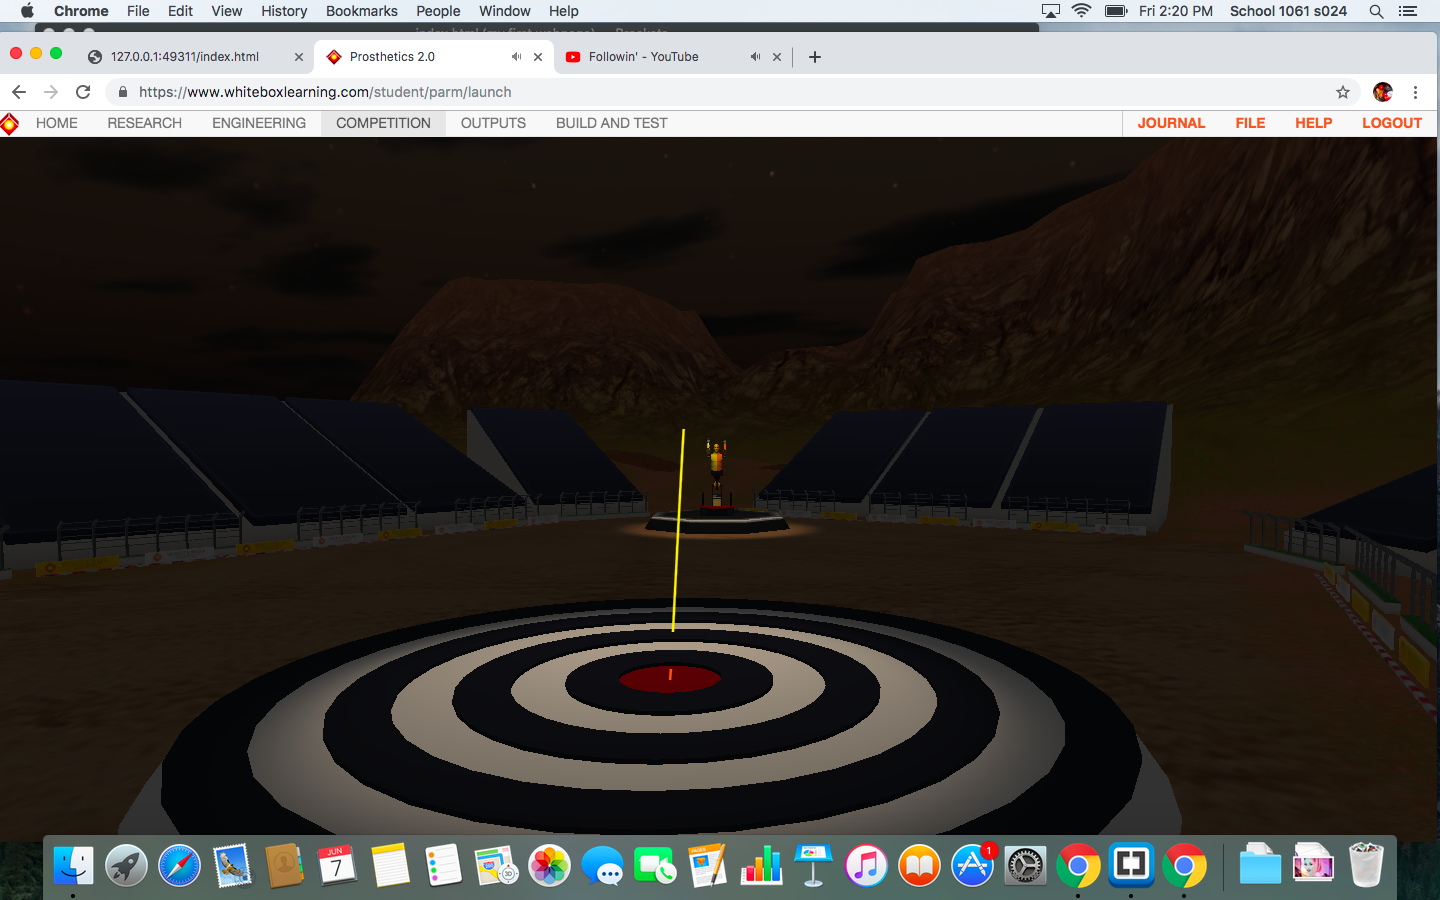 Chrome File Edit View History Bookmarks People Window Help Fri 2:20 PM School 1061 s024
127.0.0.1:49311/index.html Prosthetics 2.0 Followin' - YouTube
https://www.whiteboxlearning.com/student/parm/launch
HOME RESEARCH ENGINEERING COMPETITION OUTPUTS BUILD AND TEST JOURNAL FILE HELP LOGOUT
JUN
7
3D
PAGES
1